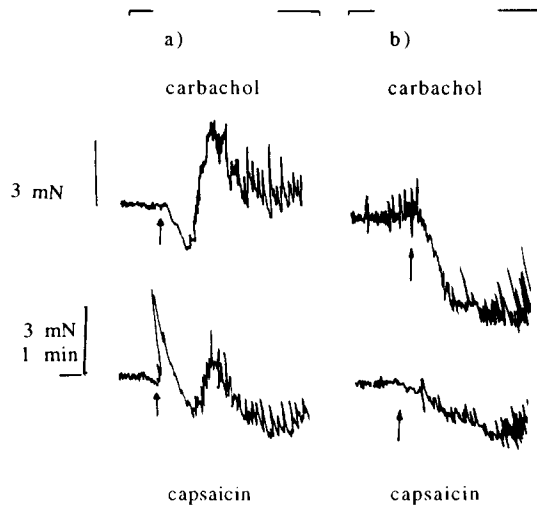 a) b)
carbachol carbachol
3 mN
3 mN
1 min
capsaicin capsaicin